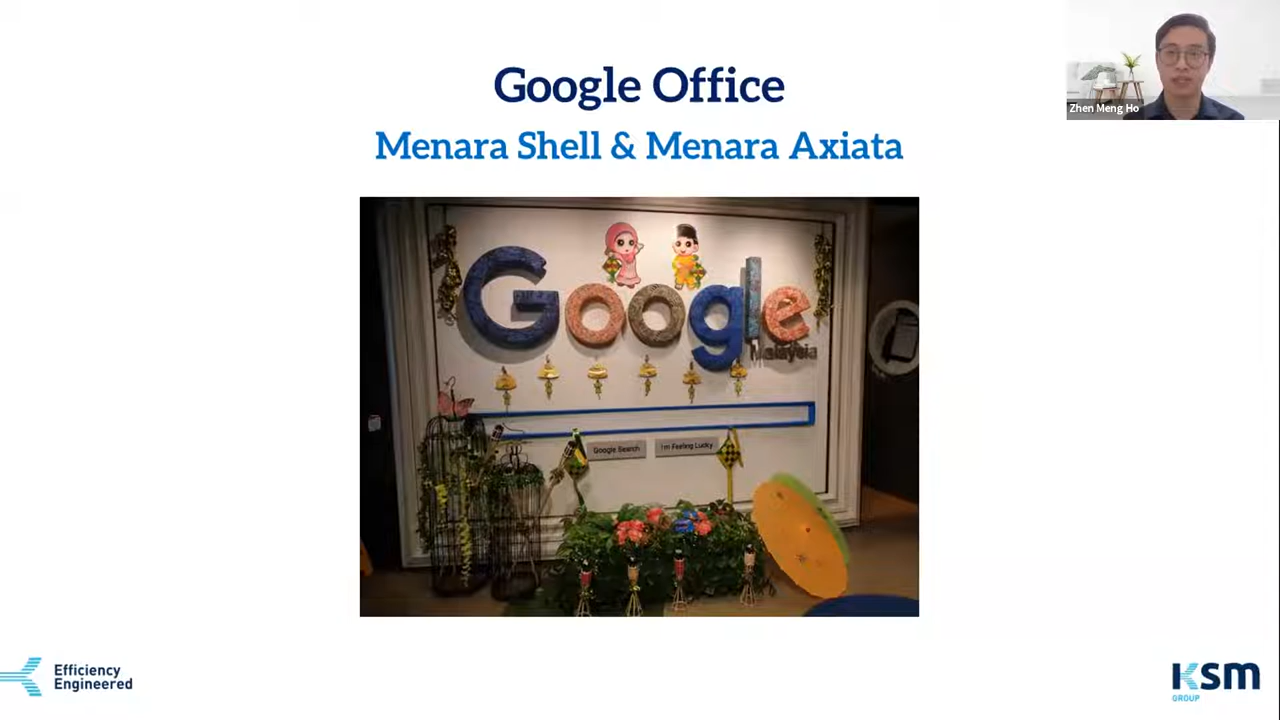 Google Office
Menara Shell & Menara Axiata
Zhen Meng Ho
Google
Malaysia
Google Search
I'm Feeling Lucky
Efficiency
Engineered
KSM
GROUP